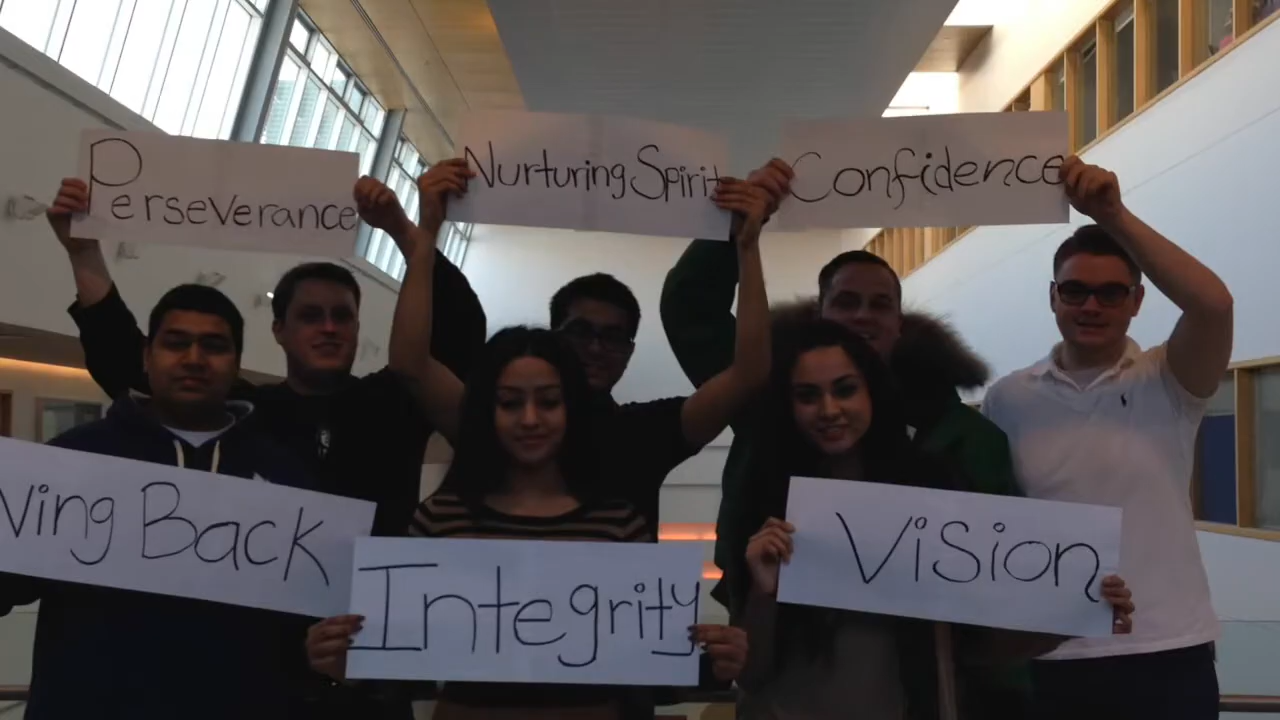 Perseverance
Nurturing Spirit
Confidence
ving Back
Integrity
Vision